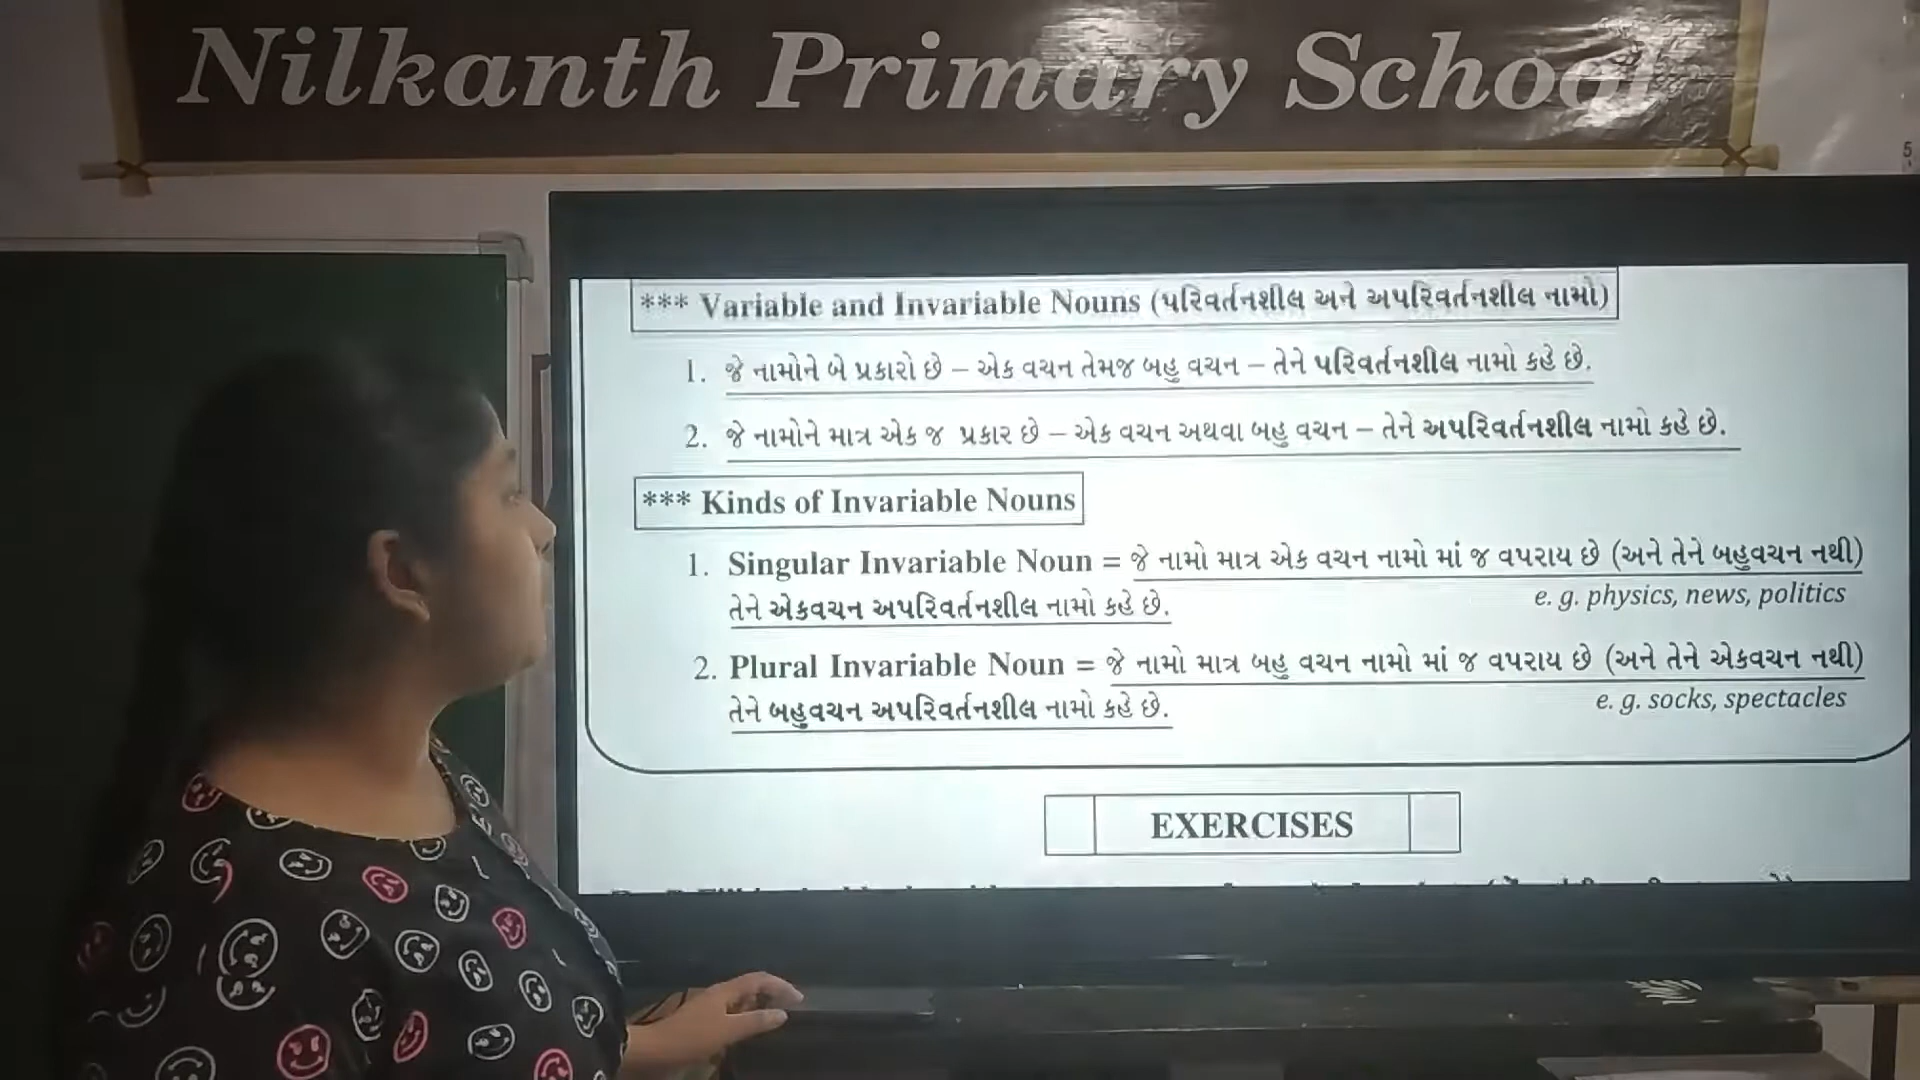 Nilkanth Primary School
5
*** Variable and Invariable Nouns (પરિવર્તનશીલ અને અપરિવર્તનશીલ નામો)
1. જે નામોને બે પ્રકારો છે – એક વચન તેમજ બહુ વચન – તેને પરિવર્તનશીલ નામો કહે છે.
2. જે નામોને માત્ર એક જ પ્રકાર છે – એક વચન અથવા બહુ વચન – તેને અપરિવર્તનશીલ નામો કહે છે.
*** Kinds of Invariable Nouns
1. Singular Invariable Noun = જે નામો માત્ર એક વચન નામો માં જ વપરાય છે (અને તેને બહુવચન નથી)
તેને એકવચન અપરિવર્તનશીલ નામો કહે છે. e. g. physics, news, politics
2. Plural Invariable Noun = જે નામો માત્ર બહુ વચન નામો માં જ વપરાય છે (અને તેને એકવચન નથી)
તેને બહુવચન અપરિવર્તનશીલ નામો કહે છે. e. g. socks, spectacles
EXERCISES